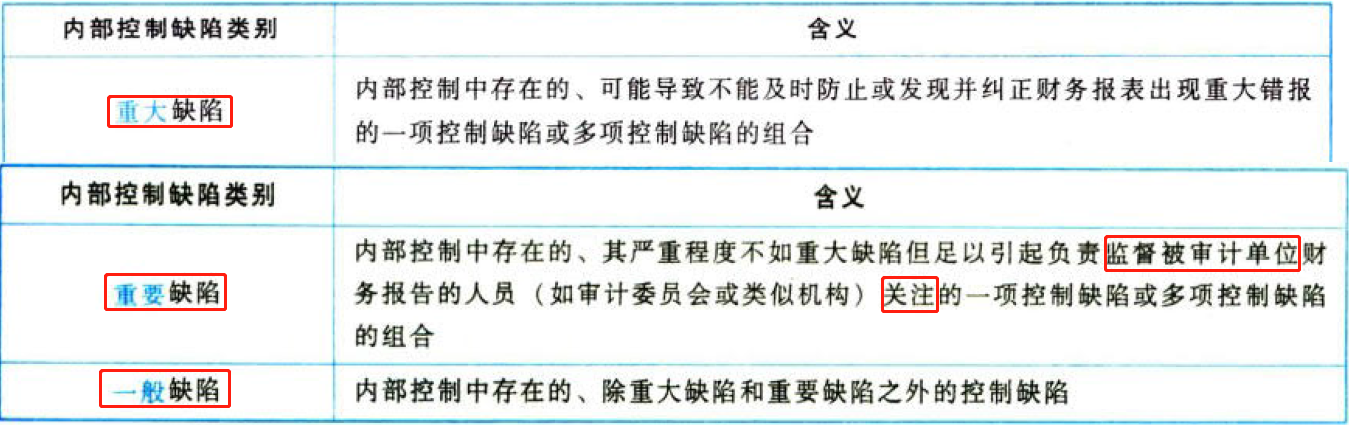 内部控制缺陷类别
含义
重大缺陷
内部控制中存在的、可能导致不能及时防止或发现并纠正财务报表出现重大错报
的一项控制缺陷或多项控制缺陷的组合
内部控制缺陷类别
含义
重要缺陷
内部控制中存在的、其严重程度不如重大缺陷但足以引起负责监督被审计单位财
务报告的人员（如审计委员会或类似机构）关注的一项控制缺陷或多项控制缺陷
的组合
一般缺陷
内部控制中存在的、除重大缺陷和重要缺陷之外的控制缺陷